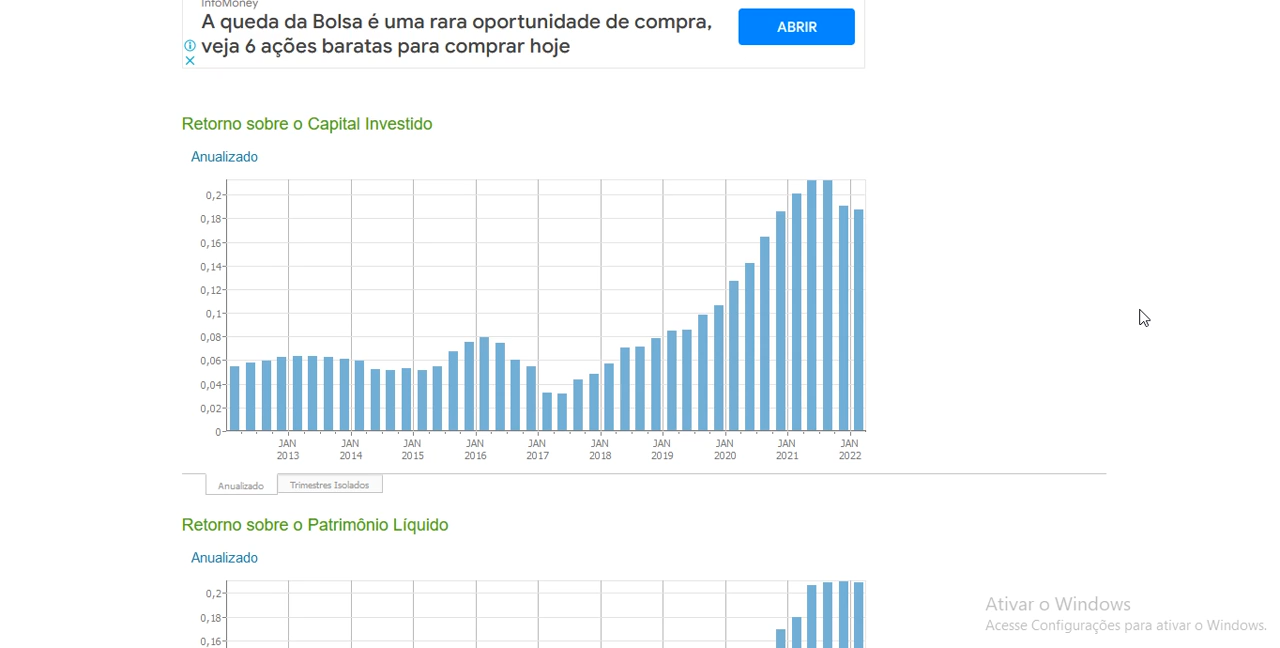 InfoMoney
A queda da Bolsa é uma rara oportunidade de compra,
veja 6 ações baratas para comprar hoje
ABRIR
Retorno sobre o Capital Investido
Anualizado
0,2
0,18
0,16
0,14
0,12
0,1
0,08
0,06
0,04
0,02
0
JAN JAN JAN JAN JAN JAN JAN JAN JAN JAN
2013 2014 2015 2016 2017 2018 2019 2020 2021 2022
Anualizado Trimestres Isolados
Retorno sobre o Patrimônio Líquido
Anualizado
0,2
0,18
0,16
Ativar o Windows
Acesse Configurações para ativar o Windows.